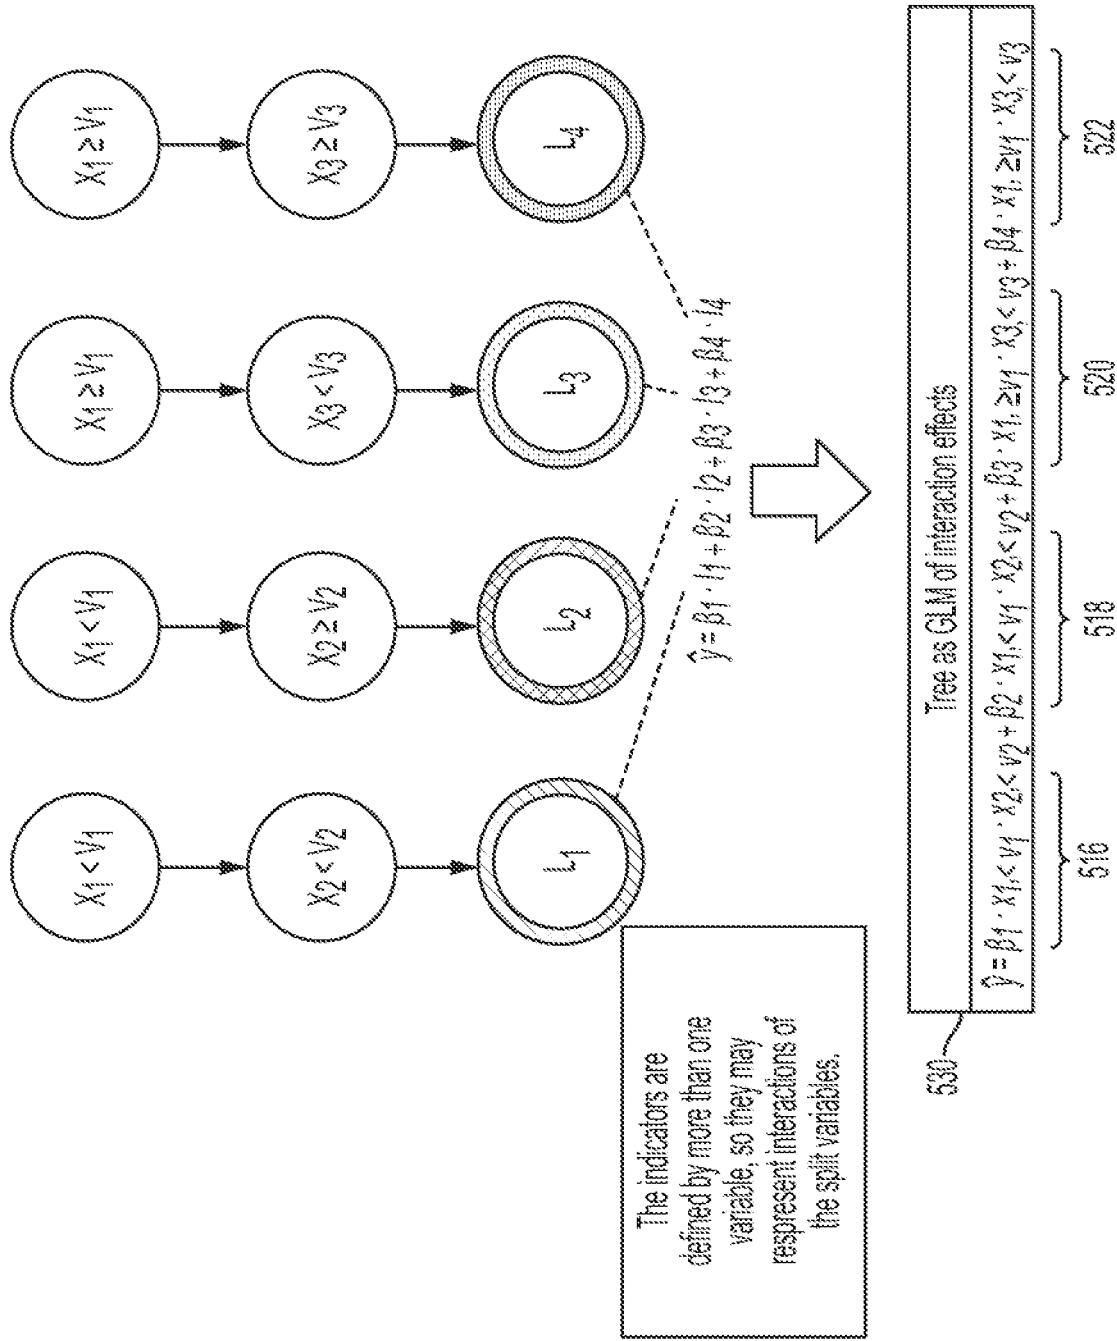 X₁ < V₁
X₁ < V₁
X₁ ≥ V₁
X₁ ≥ V₁
X₂ < V₂
X₂ ≥ V₂
X₃ < V₃
X₃ ≥ V₃
L₁
L₂
L₃
L₄
The indicators are
defined by more than one
variable, so they may
respresent interactions of
the split variables.
ŷ = β₁ · I₁ + β₂ · I₂ + β₃ · I₃ + β₄ · I₄
530
Tree as GLM of interaction effects
ŷ = β₁ · x₁,< v₁ · x₂,< v₂ + β₂ · x₁,< v₁ · x₂,< v₂ + β₃ · x₁,≥ v₁ · x₃,< v₃ + β₄ · x₁,≥ v₁ · x₃,< v₃
516
518
520
522